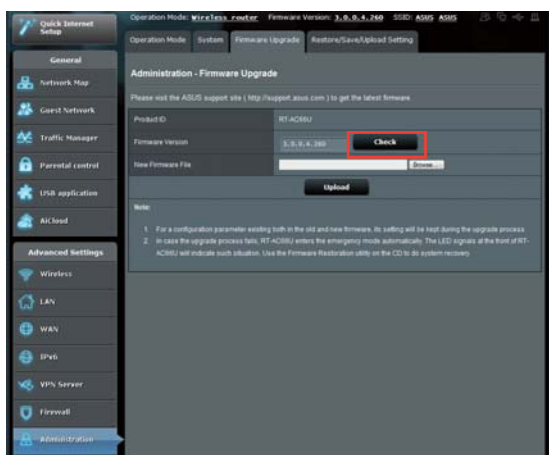 Quick Internet
Setup
Operation Mode: Wireless router Firmware Version: 3.0.0.4.260 SSID: ASUS ASUS
Operation Mode System Firmware Upgrade Restore/Save/Upload Setting
General
Network Map
Guest Network
Traffic Manager
Parental control
USB application
AiCloud
Advanced Settings
Wireless
LAN
WAN
IPv6
VPN Server
Firewall
Administration
Administration - Firmware Upgrade
Please visit the ASUS support site ( http://support.asus.com ) to get the latest firmware.
Product ID RT-AC66U
Firmware Version 3.0.0.4.260 Check
New Firmware File Browse...
Upload
Note:
1. For a configuration parameter existing both in the old and new firmware, its setting will be kept during the upgrade process.
2. In case the upgrade process fails, RT-AC66U enters the emergency mode automatically. The LED signals at the front of RT-
AC66U will indicate such situation. Use the Firmware Restoration utility on the CD to do system recovery.